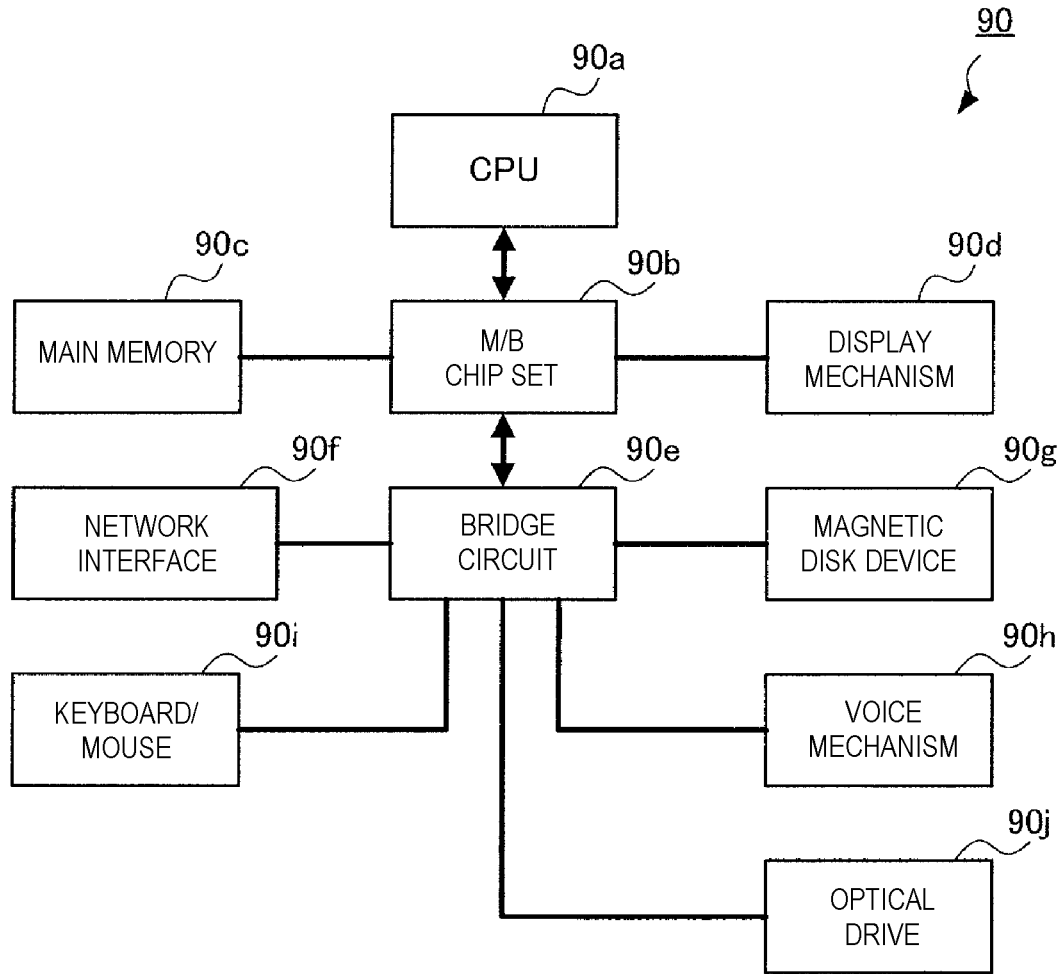 90
90a
CPU
90c
90b
90d
MAIN MEMORY
M/B
CHIP SET
DISPLAY
MECHANISM
90f
90e
90g
NETWORK
INTERFACE
BRIDGE
CIRCUIT
MAGNETIC
DISK DEVICE
90i
90h
KEYBOARD/
MOUSE
VOICE
MECHANISM
90j
OPTICAL
DRIVE